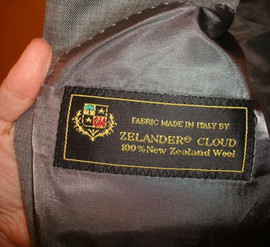 FABRIC MADE IN ITALY BY
ZELANDER® CLOUD
100% New Zealand Wool